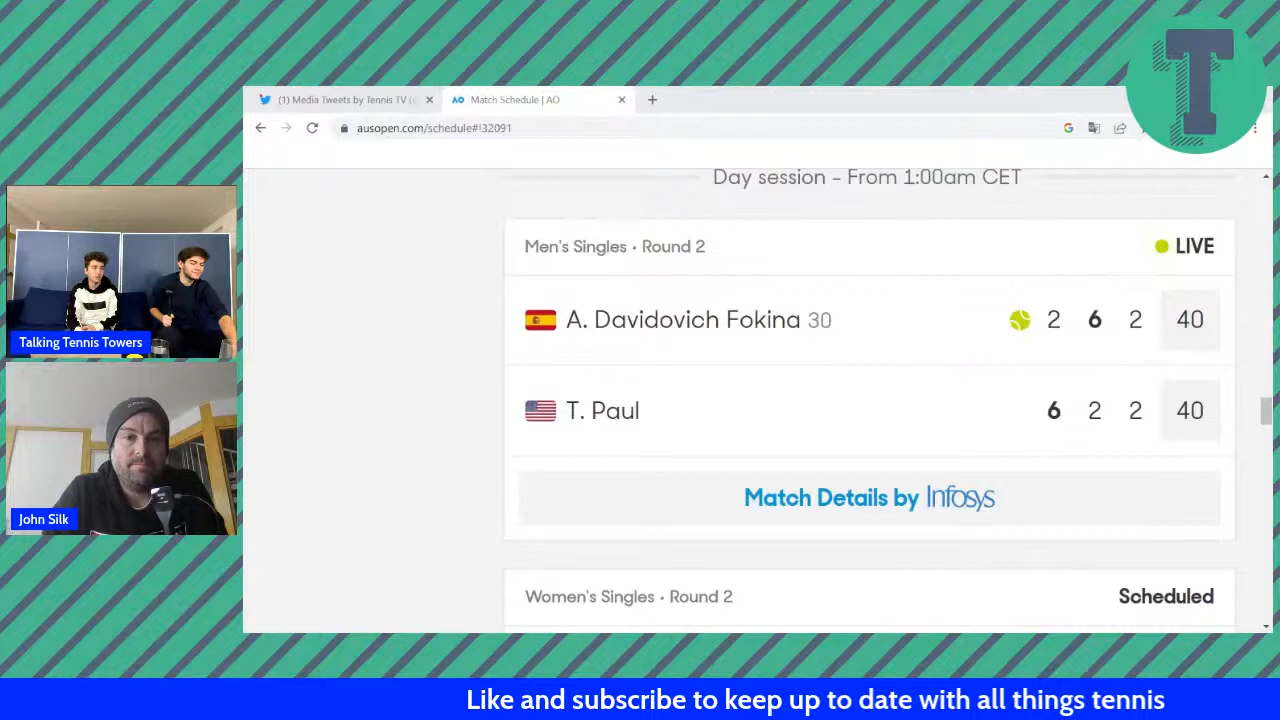 T
(1) Media Tweets by Tennis TV (@
AO Match Schedule | AO
ausopen.com/schedule#!32091
Day session - From 1:00am CET
Men's Singles • Round 2
LIVE
A. Davidovich Fokina 30
2 6 2 40
T. Paul
6 2 2 40
Match Details by Infosys
Women's Singles • Round 2
Scheduled
Talking Tennis Towers
John Silk
Like and subscribe to keep up to date with all things tennis